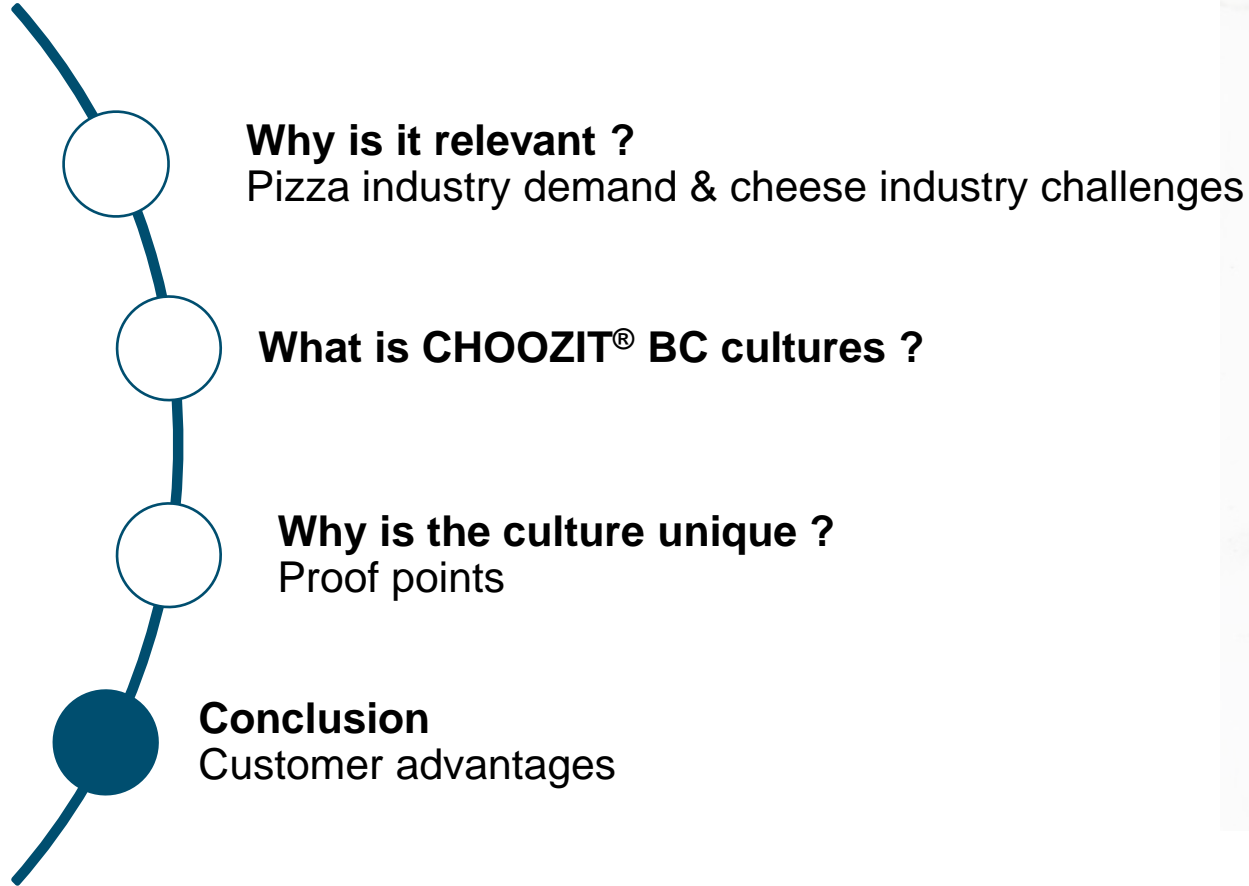 Why is it relevant ?
Pizza industry demand & cheese industry challenges
What is CHOOZIT® BC cultures ?
Why is the culture unique ?
Proof points
Conclusion
Customer advantages